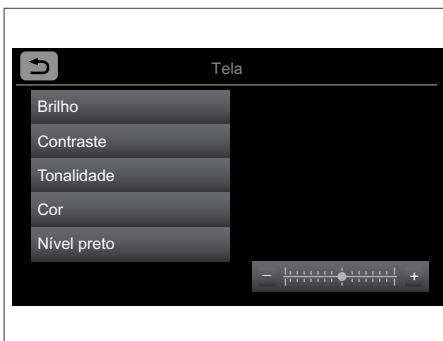 Tela
Brilho
Contraste
Tonalidade
Cor
Nível preto
− +